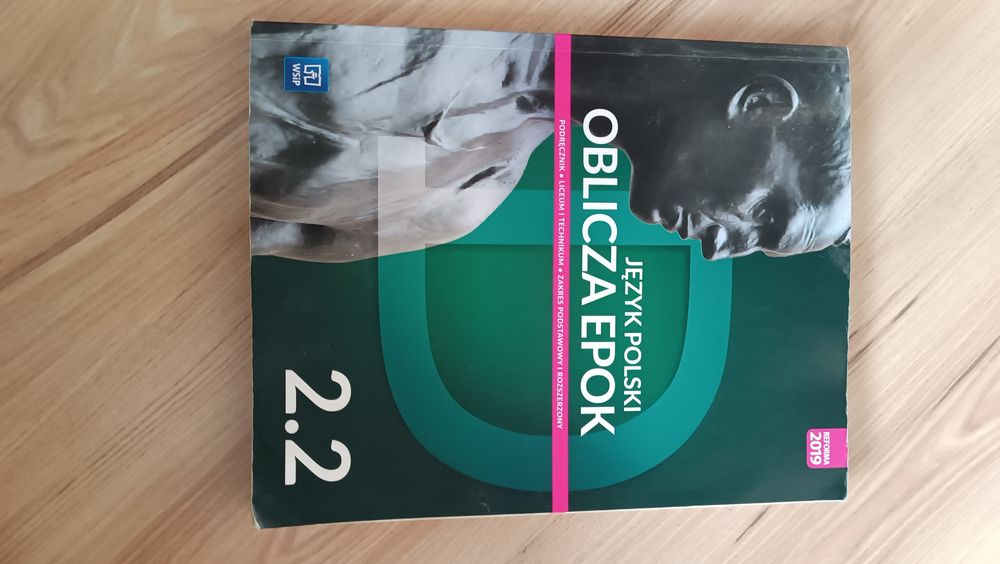 REFORMA
2019
JĘZYK POLSKI
OBLICZA EPOK
PODRĘCZNIK • LICEUM I TECHNIKUM • ZAKRES PODSTAWOWY I ROZSZERZONY
2.2
WSiP